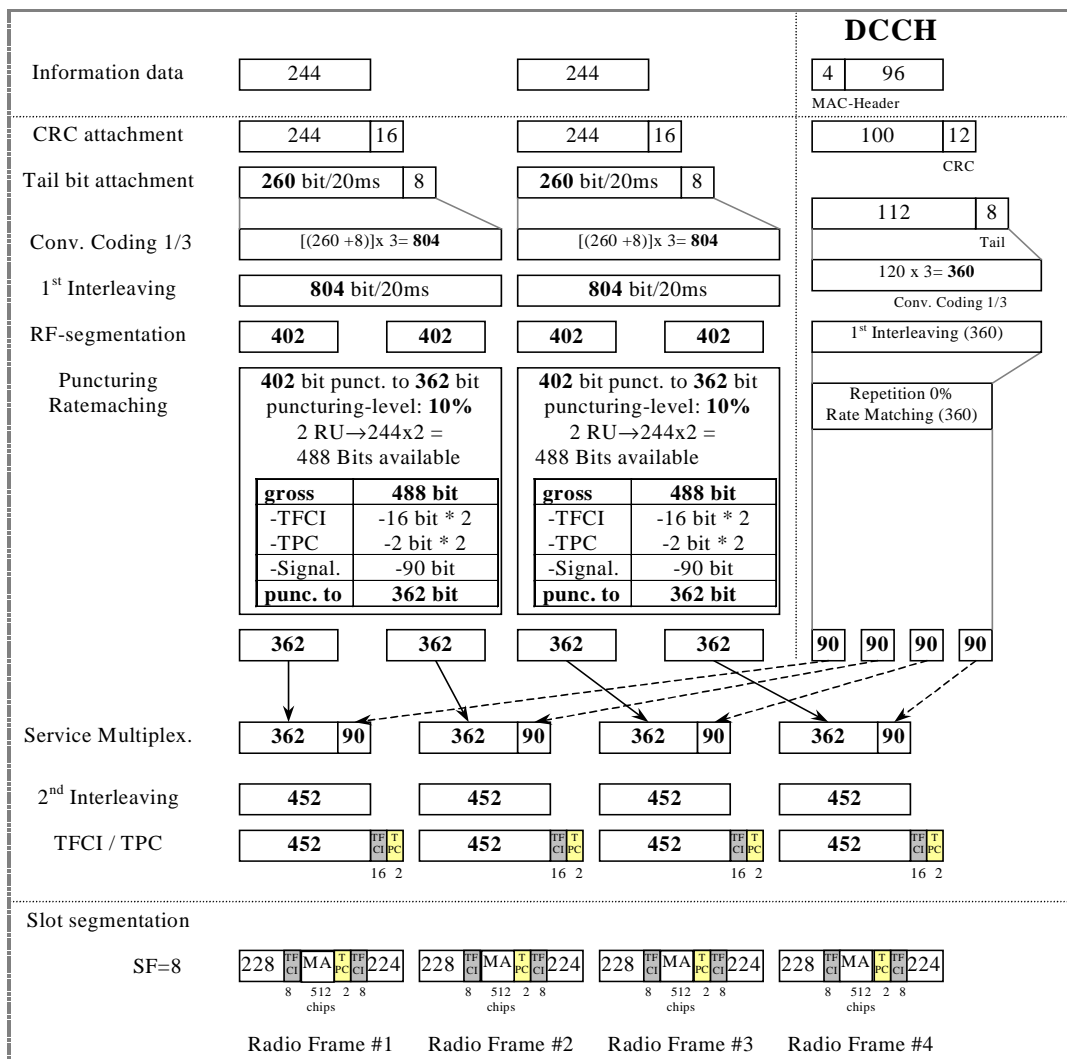 DCCH
Information data
244
244
4
96
MAC-Header
CRC attachment
244
16
244
16
100
12
CRC
Tail bit attachment
260 bit/20ms
8
260 bit/20ms
8
112
8
Tail
Conv. Coding 1/3
[(260 +8)]x 3= 804
[(260 +8)]x 3= 804
120 x 3= 360
Conv. Coding 1/3
1st Interleaving
804 bit/20ms
804 bit/20ms
RF-segmentation
402
402
402
402
1st Interleaving (360)
Puncturing
Ratemaching
402 bit punct. to 362 bit
puncturing-level: 10%
2 RU→244x2 =
488 Bits available
gross 488 bit
-TFCI -16 bit * 2
-TPC -2 bit * 2
-Signal. -90 bit
punc. to 362 bit
402 bit punct. to 362 bit
puncturing-level: 10%
2 RU→244x2 =
488 Bits available
gross 488 bit
-TFCI -16 bit * 2
-TPC -2 bit * 2
-Signal. -90 bit
punc. to 362 bit
Repetition 0%
Rate Matching (360)
362
362
362
362
90
90
90
90
Service Multiplex.
362
90
362
90
362
90
362
90
2nd Interleaving
452
452
452
452
TFCI / TPC
452
TF
CI
T
PC
16 2
452
TF
CI
T
PC
16 2
452
TF
CI
T
PC
16 2
452
TF
CI
T
PC
16 2
Slot segmentation
SF=8
228
TF
CI
MA
T
PC
TF
CI
224
8 512 2 8
chips
228
TF
CI
MA
T
PC
TF
CI
224
8 512 2 8
chips
228
TF
CI
MA
T
PC
TF
CI
224
8 512 2 8
chips
228
TF
CI
MA
T
PC
TF
CI
224
8 512 2 8
chips
Radio Frame #1
Radio Frame #2
Radio Frame #3
Radio Frame #4